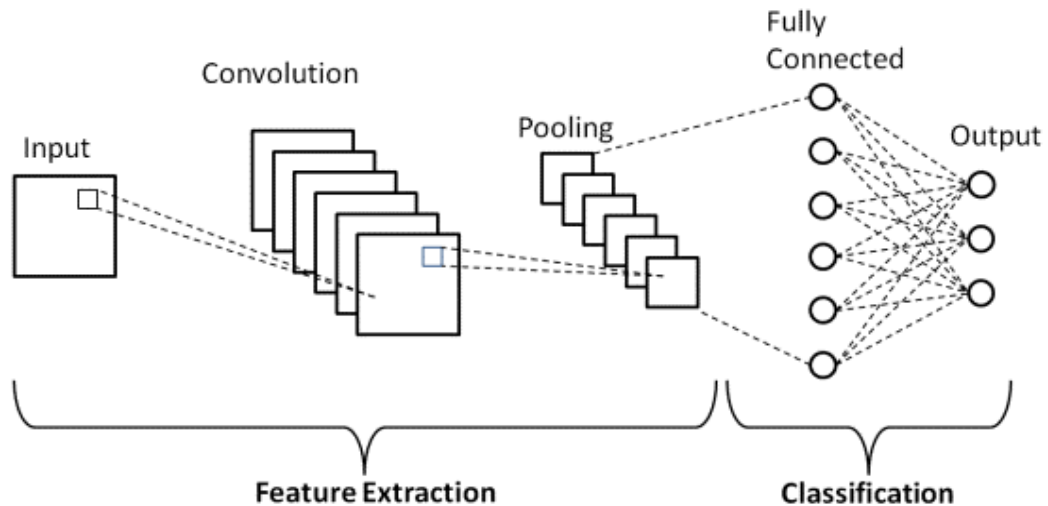 Input
Convolution
Pooling
Fully
Connected
Output
Feature Extraction
Classification